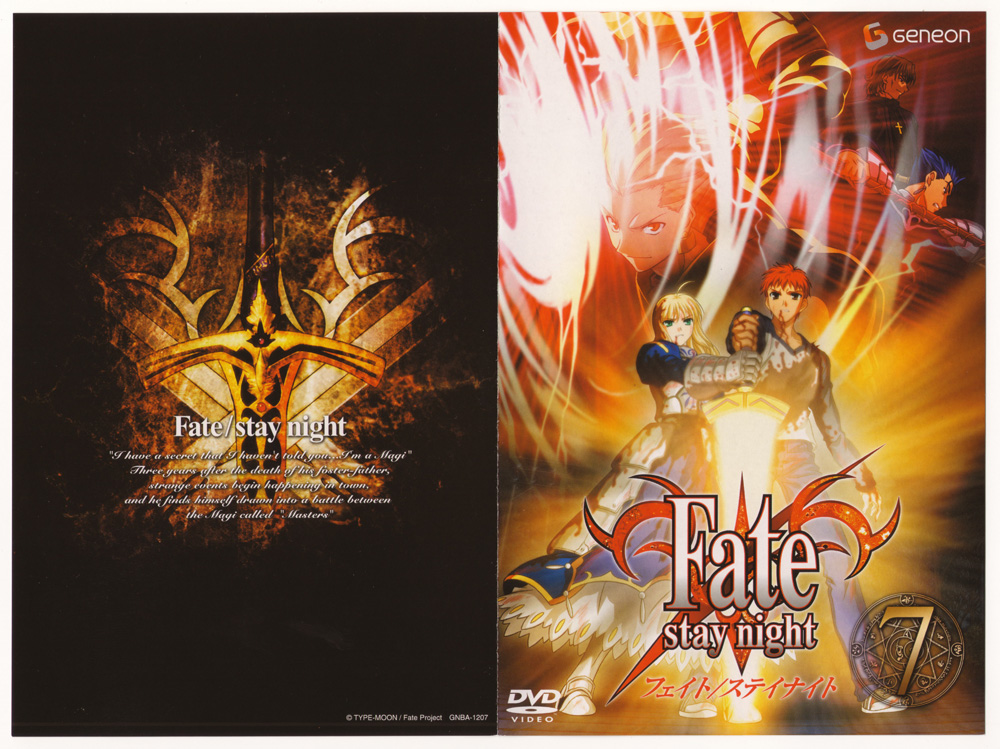 Fate/stay night
"I have a secret that I haven't told you...I'm a Magi"
Three years after the death of his foster-father,
strange events begin happening in town,
and he finds himself drawn into a battle between
the Magi called "Masters"
© TYPE-MOON / Fate Project GNBA-1207
GENEON
Fate
stay night
フェイト/ステイナイト
7
DVD
VIDEO